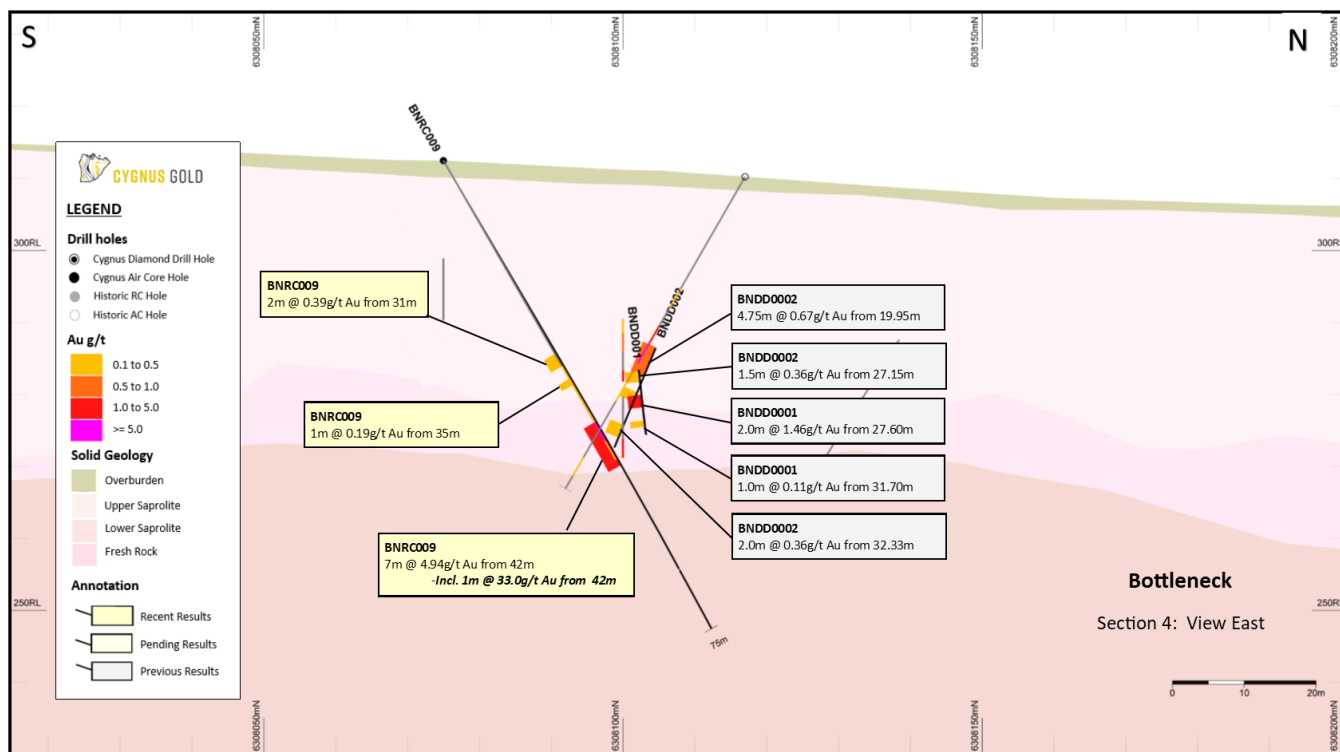 S
N
6308050mN
6308100mN
6308150mN
6308200mN
BNRC009
CYGNUS GOLD
LEGEND
Drill holes
Cygnus Diamond Drill Hole
Cygnus Air Core Hole
Historic RC Hole
Historic AC Hole
Au g/t
0.1 to 0.5
0.5 to 1.0
1.0 to 5.0
>= 5.0
Solid Geology
Overburden
Upper Saprolite
Lower Saprolite
Fresh Rock
Annotation
Recent Results
Pending Results
Previous Results
300RL
300RL
BNRC009
2m @ 0.39g/t Au from 31m
BNRC009
1m @ 0.19g/t Au from 35m
BNRC009
7m @ 4.94g/t Au from 42m
-Incl. 1m @ 33.0g/t Au from 42m
BNDD001
BNDD002
BNDD0002
4.75m @ 0.67g/t Au from 19.95m
BNDD0002
1.5m @ 0.36g/t Au from 27.15m
BNDD0001
2.0m @ 1.46g/t Au from 27.60m
BNDD0001
1.0m @ 0.11g/t Au from 31.70m
BNDD0002
2.0m @ 0.36g/t Au from 32.33m
250RL
250RL
75m
Bottleneck
Section 4: View East
0 10 20m
6308050mN
6308100mN
6308150mN
6308200mN